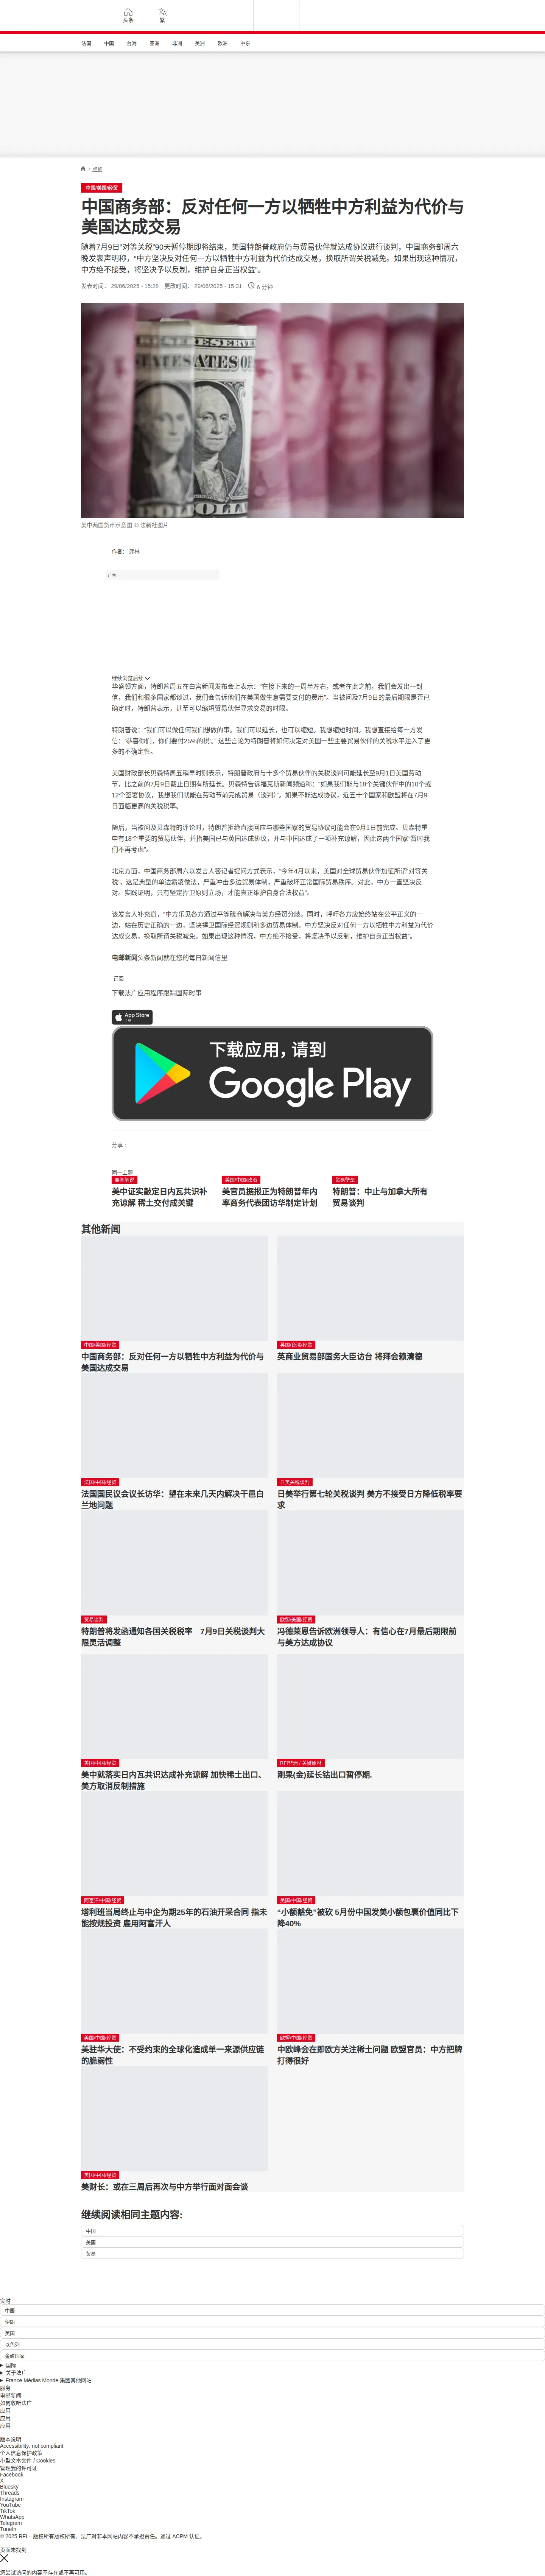 头条
繁
法国
中国
台海
亚洲
非洲
美洲
欧洲
中东
/ 经贸
中国/美国/经贸
中国商务部：反对任何一方以牺牲中方利益为代价与
美国达成交易
随着7月9日“对等关税”90天暂停期即将结束，美国特朗普政府仍与贸易伙伴就达成协议进行谈判，中国商务部周六
晚发表声明称，“中方坚决反对任何一方以牺牲中方利益为代价达成交易，换取所谓关税减免。如果出现这种情况，
中方绝不接受，将坚决予以反制，维护自身正当权益”。
发表时间： 29/06/2025 - 15:28 更改时间： 29/06/2025 - 15:31 6 分钟
美中两国货币示意图 © 法新社图片
作者： 弗林
广告
继续浏览后续
华盛顿方面，特朗普周五在白宫新闻发布会上表示：“在接下来的一周半左右，或者在此之前，我们会发出一封
信，我们和很多国家都谈过，我们会告诉他们在美国做生意需要支付的费用”。当被问及7月9日的最后期限是否已
确定时，特朗普表示，甚至可以缩短贸易伙伴寻求交易的时限。
特朗普说：“我们可以做任何我们想做的事。我们可以延长，也可以缩短。我想缩短时间。我想直接给每一方发
信：‘恭喜你们，你们要付25%的税’。” 这些言论为特朗普将如何决定对美国一些主要贸易伙伴的关税水平注入了更
多的不确定性。
美国财政部长贝森特周五稍早时则表示，特朗普政府与十多个贸易伙伴的关税谈判可能延长至9月1日美国劳动
节，比之前的7月9日截止日期有所延长。贝森特告诉福克斯新闻频道称：“如果我们能与18个关键伙伴中的10个或
12个签署协议，我想我们就能在劳动节前完成贸易（谈判）”。如果不能达成协议，近五十个国家和欧盟将在7月9
日面临更高的关税税率。
随后，当被问及贝森特的评论时，特朗普拒绝直接回应与哪些国家的贸易协议可能会在9月1日前完成。贝森特重
申有18个重要的贸易伙伴，并指美国已与英国达成协议，并与中国达成了一项补充谅解，因此这两个国家“暂时我
们不再考虑”。
北京方面，中国商务部周六以发言人答记者提问方式表示，“今年4月以来，美国对全球贸易伙伴加征所谓‘对等关
税’，这是典型的单边霸凌做法，严重冲击多边贸易体制，严重破坏正常国际贸易秩序。对此，中方一直坚决反
对。实践证明，只有坚定捍卫原则立场，才能真正维护自身合法权益”。
该发言人补充道，“中方乐见各方通过平等磋商解决与美方经贸分歧。同时，呼吁各方应始终站在公平正义的一
边，站在历史正确的一边，坚决捍卫国际经贸规则和多边贸易体制。中方坚决反对任何一方以牺牲中方利益为代价
达成交易，换取所谓关税减免。如果出现这种情况，中方绝不接受，将坚决予以反制，维护自身正当权益”。
电邮新闻头条新闻就在您的每日新闻信里
订阅
下载法广应用程序跟踪国际时事
App Store
下载应用，请到
Google Play
分享 :
同一主题
要闻解说
美中证实敲定日内瓦共识补
充谅解 稀土交付成关键
美国/中国/政治
美官员据报正为特朗普年内
率商务代表团访华制定计划
贸易壁垒
特朗普：中止与加拿大所有
贸易谈判
其他新闻
中国/美国/经贸
中国商务部：反对任何一方以牺牲中方利益为代价与
美国达成交易
英国/台湾/经贸
英商业贸易部国务大臣访台 将拜会赖清德
法国/中国/经贸
法国国民议会议长访华：望在未来几天内解决干邑白
兰地问题
日美关税谈判
日美举行第七轮关税谈判 美方不接受日方降低税率要
求
贸易谈判
特朗普将发函通知各国关税税率　7月9日关税谈判大
限灵活调整
欧盟/美国/经贸
冯德莱恩告诉欧洲领导人：有信心在7月最后期限前
与美方达成协议
美国/中国/经贸
美中就落实日内瓦共识达成补充谅解 加快稀土出口、
美方取消反制措施
RFI亚洲 / 关键原材
刚果(金)延长钴出口暂停期.
阿富汗/中国/经贸
塔利班当局终止与中企为期25年的石油开采合同 指未
能按规投资 雇用阿富汗人
美国/中国/经贸
“小额豁免”被砍 5月份中国发美小额包裹价值同比下
降40%
美国/中国/经贸
美驻华大使：不受约束的全球化造成单一来源供应链
的脆弱性
欧盟/中国/经贸
中欧峰会在即欧方关注稀土问题 欧盟官员：中方把牌
打得很好
美国/中国/经贸
美财长：或在三周后再次与中方举行面对面会谈
继续阅读相同主题内容:
中国
美国
贸易
实时
中国
伊朗
美国
以色列
金砖国家
国际
关于法广
France Médias Monde 集团其他网站
服务
电邮新闻
如何收听法广
应用
应用
应用
版本说明
Accessibility: not compliant
个人信息保护政策
小型文本文件 / Cookies
管理我的许可证
Facebook
X
Bluesky
Threads
Instagram
YouTube
TikTok
WhatsApp
Telegram
TuneIn
© 2025 RFI – 版权所有版权所有。法广对非本网站内容不承担责任。通过 ACPM 认证。
页面未找到
您尝试访问的内容不存在或不再可用。